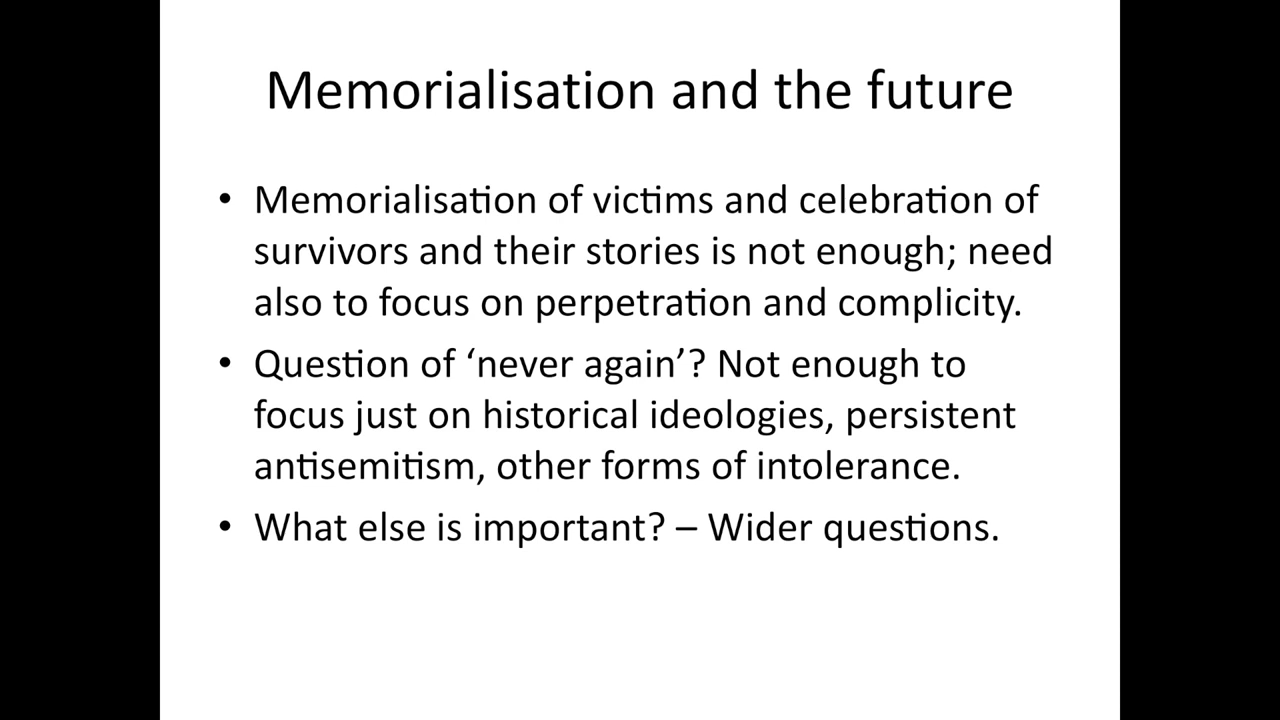 Memorialisation and the future
• Memorialisation of victims and celebration of
survivors and their stories is not enough; need
also to focus on perpetration and complicity.
• Question of ‘never again’? Not enough to
focus just on historical ideologies, persistent
antisemitism, other forms of intolerance.
• What else is important? – Wider questions.